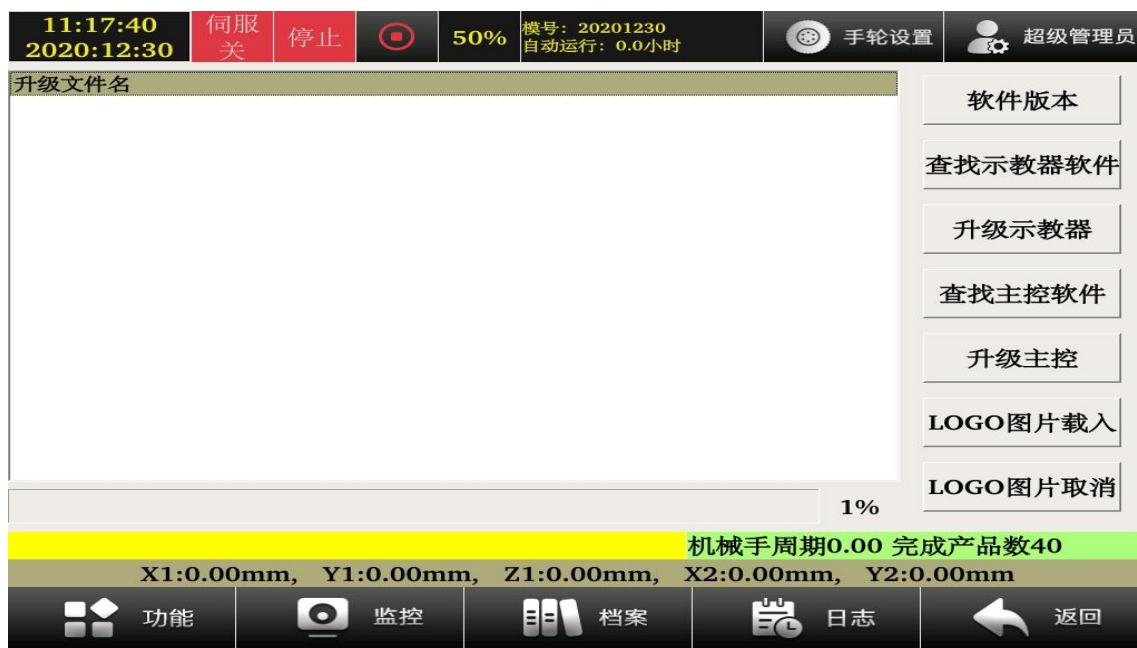 11:17:40
2020:12:30
伺服
关
停止
50%
模号：20201230
自动运行：0.0小时
手轮设置
超级管理员
升级文件名
软件版本
查找示教器软件
升级示教器
查找主控软件
升级主控
LOGO图片载入
LOGO图片取消
1%
机械手周期0.00 完成产品数40
X1:0.00mm, Y1:0.00mm, Z1:0.00mm, X2:0.00mm, Y2:0.00mm
功能
监控
档案
日志
返回